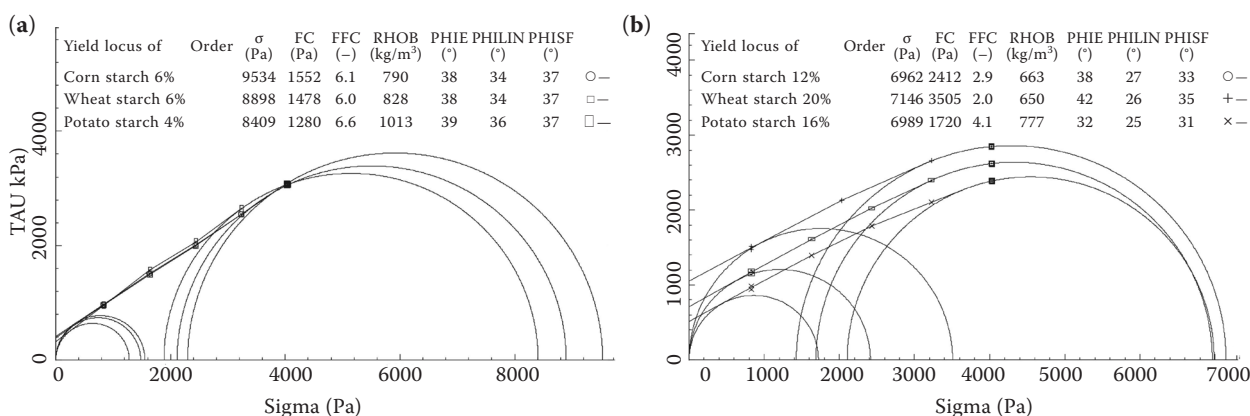 (a)
Yield locus of Order σ (Pa) FC (Pa) FFC (–) RHOB (kg/m³) PHIE (°) PHILIN (°) PHISF (°)
Corn starch 6% 9534 1552 6.1 790 38 34 37
Wheat starch 6% 8898 1478 6.0 828 38 34 37
Potato starch 4% 8409 1280 6.6 1013 39 36 37
TAU kPa
4000
2000
0
0 2000 4000 6000 8000
Sigma (Pa)
(b)
Yield locus of Order σ (Pa) FC (Pa) FFC (–) RHOB (kg/m³) PHIE (°) PHILIN (°) PHISF (°)
Corn starch 12% 6962 2412 2.9 663 38 27 33
Wheat starch 20% 7146 3505 2.0 650 42 26 35
Potato starch 16% 6989 1720 4.1 777 32 25 31
4000
3000
2000
1000
0
0 1000 2000 3000 4000 5000 6000 7000
Sigma (Pa)